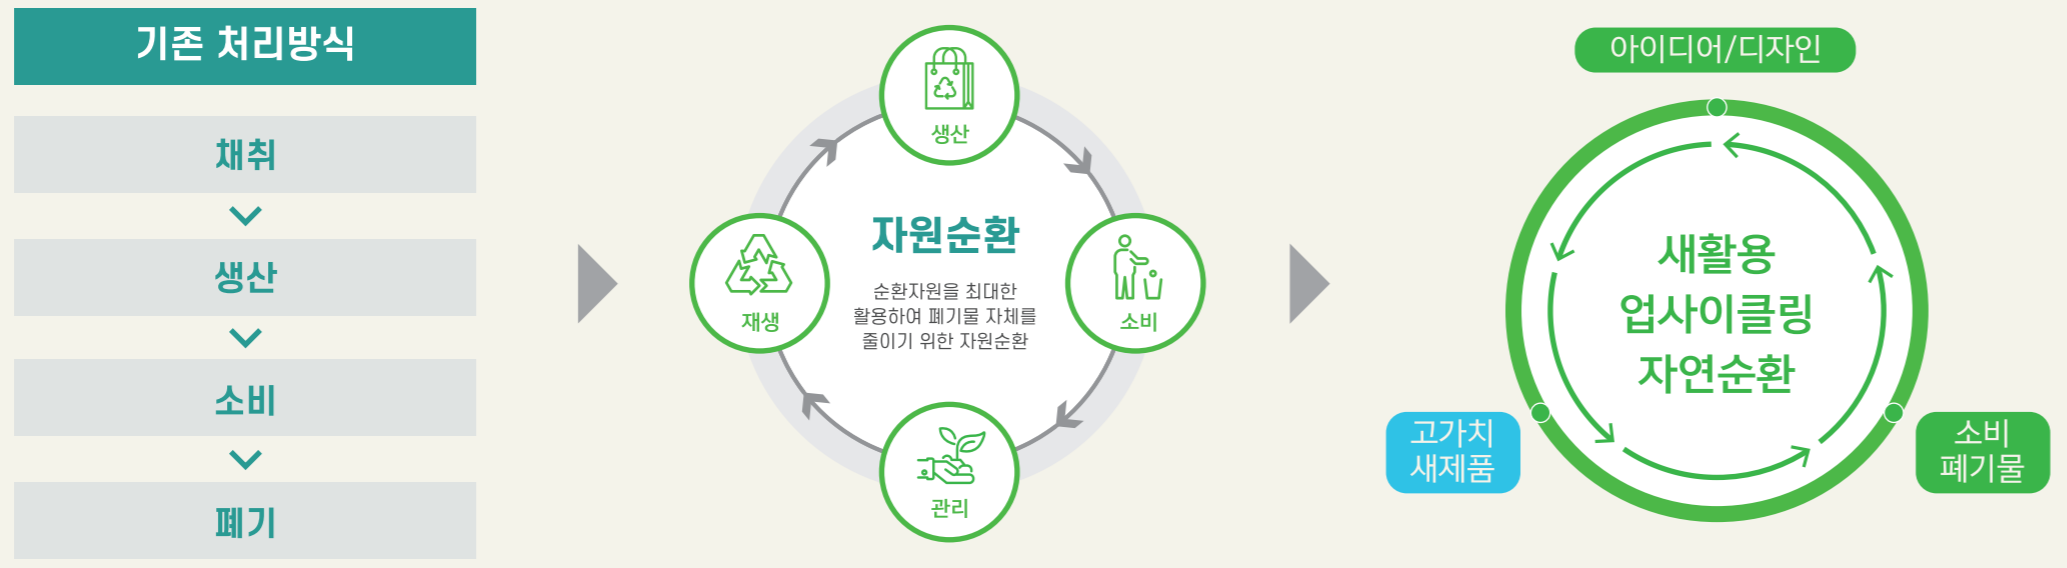 기존 처리방식
채취
생산
소비
폐기
생산
자원순환
순환자원을 최대한
활용하여 폐기물 자체를
줄이기 위한 자원순환
재생
소비
관리
아이디어/디자인
새활용
업사이클링
자연순환
고가치
새제품
소비
폐기물